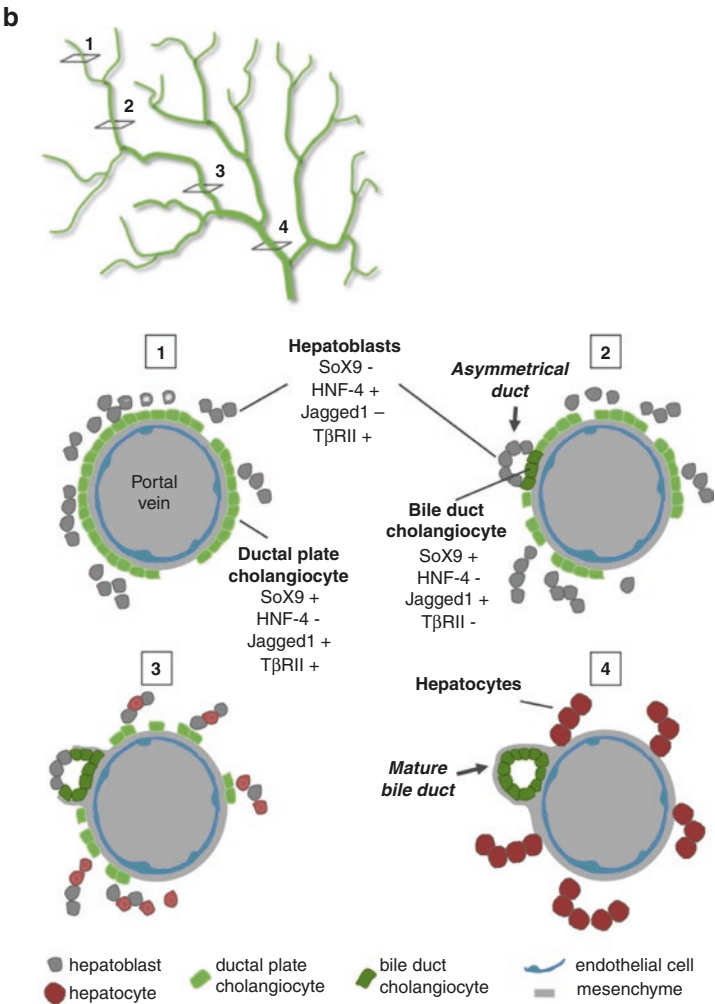 b
1
2
3
4
1
Hepatoblasts
SoX9 -
HNF-4 +
Jagged1 –
TβRII +
Asymmetrical
duct
2
Portal
vein
Ductal plate
cholangiocyte
SoX9 +
HNF-4 -
Jagged1 +
TβRII +
Bile duct
cholangiocyte
SoX9 +
HNF-4 -
Jagged1 +
TβRII -
3
Hepatocytes
4
Mature
bile duct
hepatoblast
hepatocyte
ductal plate
cholangiocyte
bile duct
cholangiocyte
endothelial cell
mesenchyme